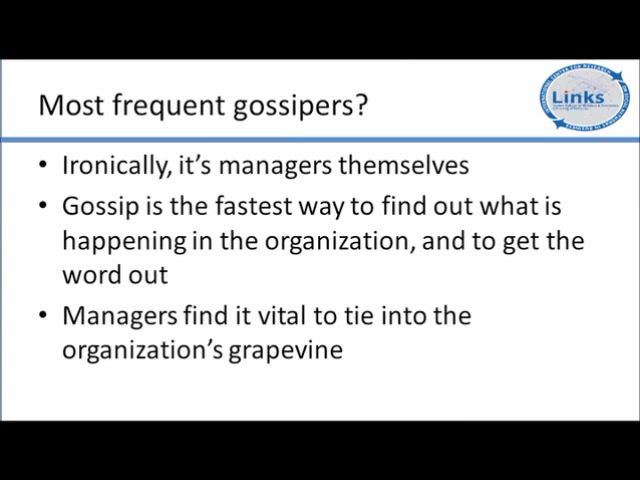 Most frequent gossipers?
Links
• Ironically, it's managers themselves
• Gossip is the fastest way to find out what is
happening in the organization, and to get the
word out
• Managers find it vital to tie into the
organization's grapevine